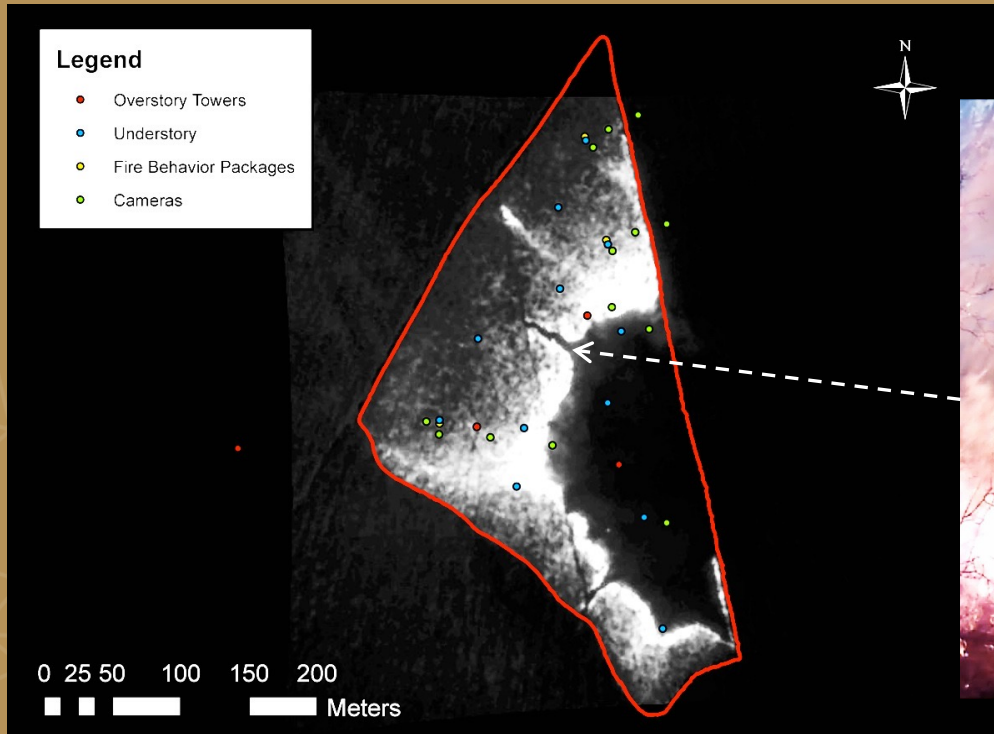 Legend
Overstory Towers
Understory
Fire Behavior Packages
Cameras
N
0 25 50 100 150 200
Meters